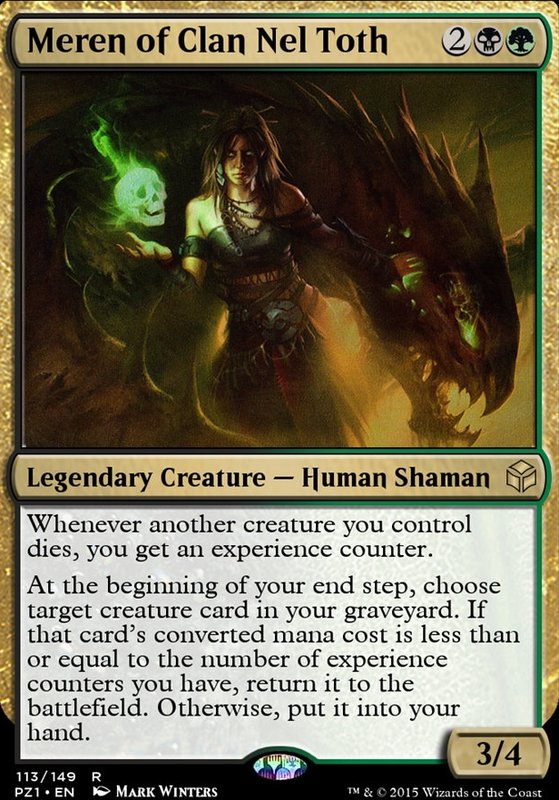 Meren of Clan Nel Toth 2
Legendary Creature — Human Shaman
Whenever another creature you control
dies, you get an experience counter.
At the beginning of your end step, choose
target creature card in your graveyard. If
that card's converted mana cost is less than
or equal to the number of experience
counters you have, return it to the
battlefield. Otherwise, put it into your
hand.
3/4
113/149 R
PZ1 • EN MARK WINTERS
™ & © 2015 Wizards of the Coast